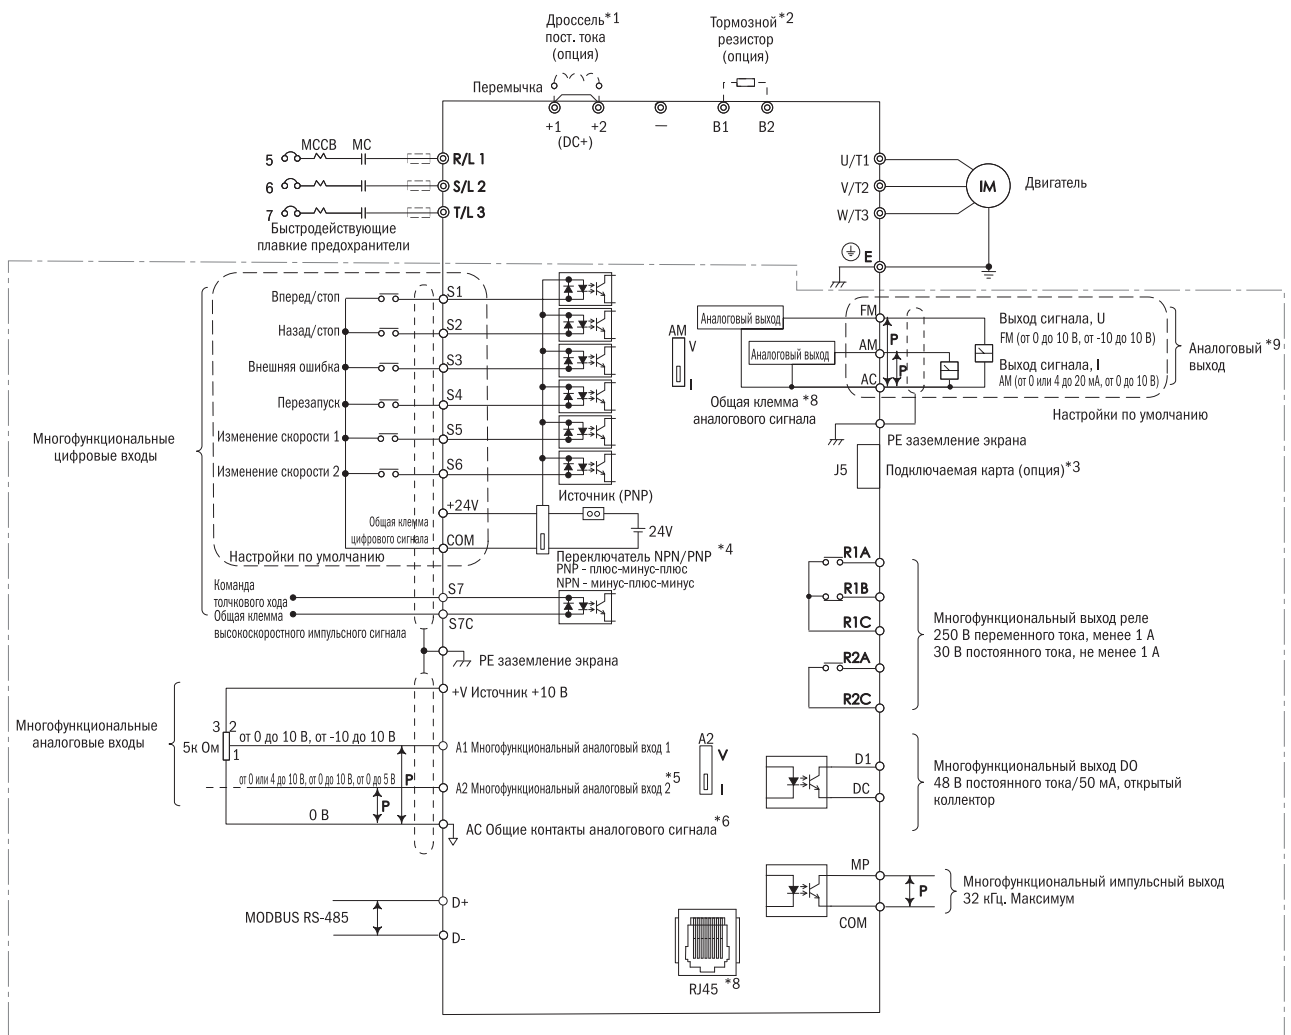 Дроссель*1
пост. тока
(опция)
Тормозной*2
резистор
(опция)
Перемычка
+1
+2
—
B1
B2
(DC+)
MCCB
MC
5
R/L 1
6
S/L 2
7
T/L 3
Быстродействующие
плавкие предохранители
U/T1
V/T2
W/T3
IM
Двигатель
E
Многофункциональные
цифровые входы
Вперед/стоп
S1
Назад/стоп
S2
Внешняя ошибка
S3
Перезапуск
S4
Изменение скорости 1
S5
Изменение скорости 2
S6
+24V
Общая клемма
цифрового сигнала
COM
Настройки по умолчанию
Источник (PNP)
24V
Переключатель NPN/PNP *4
PNP - плюс-минус-плюс
NPN - минус-плюс-минус
Команда
толчкового хода
S7
Общая клемма
высокоскоростного импульсного сигнала
S7C
PE заземление экрана
AM
V
I
Аналоговый выход
Аналоговый выход
Общая клемма *8
аналогового сигнала
FM
AM
AC
P
P
Выход сигнала, U
FM (от 0 до 10 В, от -10 до 10 В)
Выход сигнала, I
AM (от 0 или 4 до 20 мА, от 0 до 10 В)
Аналоговый *9
выход
Настройки по умолчанию
PE заземление экрана
J5
Подключаемая карта (опция)*3
R1A
R1B
R1C
R2A
R2C
Многофункциональный выход реле
250 В переменного тока, менее 1 А
30 В постоянного тока, не менее 1 А
Многофункциональные
аналоговые входы
+V Источник +10 В
3
2
1
5к Ом
от 0 до 10 В, от -10 до 10 В
A1 Многофункциональный аналоговый вход 1
от 0 или 4 до 10 В, от 0 до 10 В, от 0 до 5 В
P
P
A2 Многофункциональный аналоговый вход 2 *5
0 В
AC Общие контакты аналогового сигнала *6
A2
V
I
D1
DC
Многофункциональный выход DO
48 В постоянного тока/50 мА, открытый
коллектор
MP
P
COM
Многофункциональный импульсный выход
32 кГц. Максимум
MODBUS RS-485
D+
D-
RJ45 *8